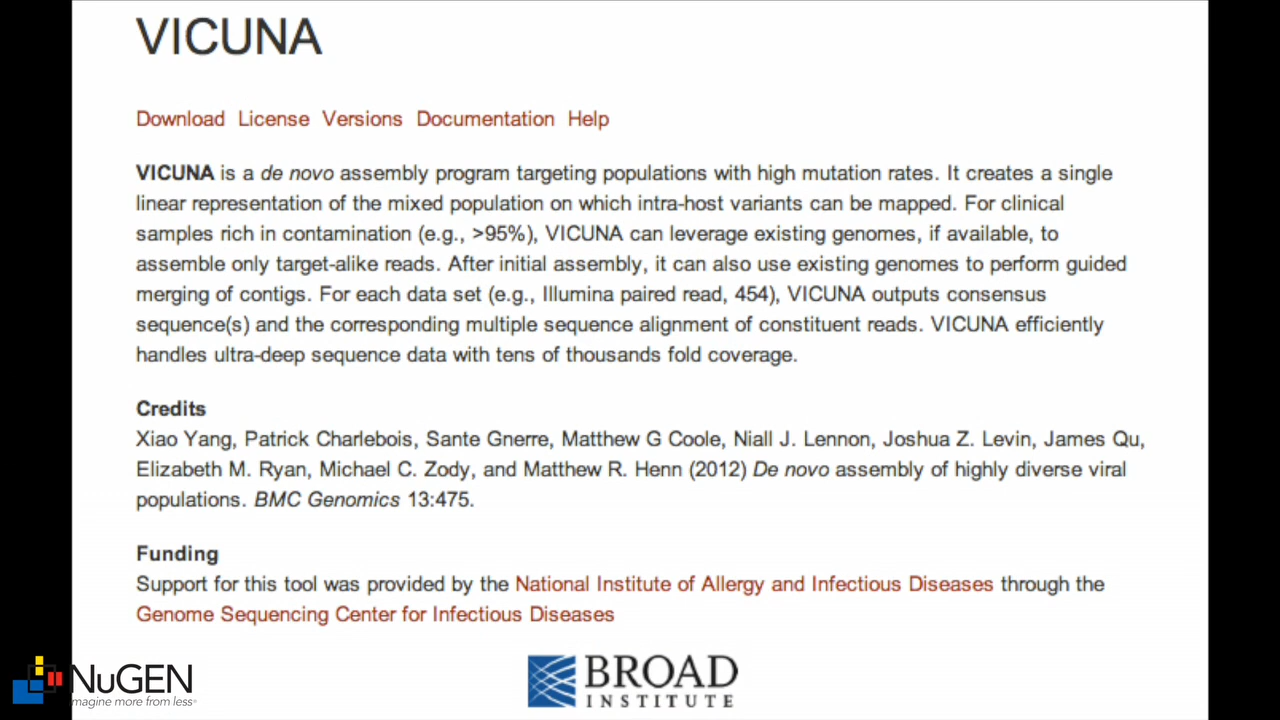 VICUNA
Download License Versions Documentation Help
VICUNA is a de novo assembly program targeting populations with high mutation rates. It creates a single
linear representation of the mixed population on which intra-host variants can be mapped. For clinical
samples rich in contamination (e.g., >95%), VICUNA can leverage existing genomes, if available, to
assemble only target-alike reads. After initial assembly, it can also use existing genomes to perform guided
merging of contigs. For each data set (e.g., Illumina paired read, 454), VICUNA outputs consensus
sequence(s) and the corresponding multiple sequence alignment of constituent reads. VICUNA efficiently
handles ultra-deep sequence data with tens of thousands fold coverage.
Credits
Xiao Yang, Patrick Charlebois, Sante Gnerre, Matthew G Coole, Niall J. Lennon, Joshua Z. Levin, James Qu,
Elizabeth M. Ryan, Michael C. Zody, and Matthew R. Henn (2012) De novo assembly of highly diverse viral
populations. BMC Genomics 13:475.
Funding
Support for this tool was provided by the National Institute of Allergy and Infectious Diseases through the
Genome Sequencing Center for Infectious Diseases
NuGEN
Imagine more from less
BROAD
INSTITUTE